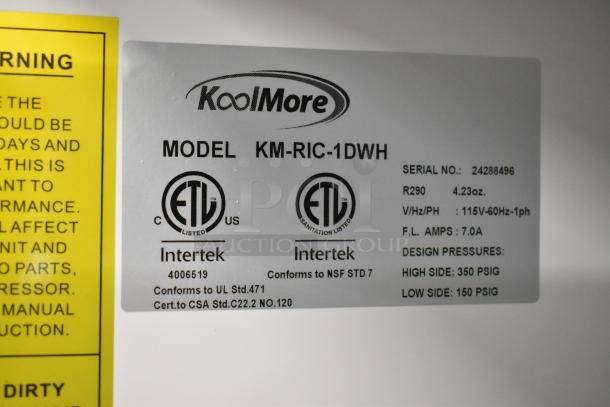 RNING
E THE
OULD BE
DAYS AND
. THIS IS
ANT TO
RMANCE.
L AFFECT
NIT AND
O PARTS,
RESSOR.
MANUAL
UCTION.
DIRTY
KoolMore
MODEL KM-RIC-1DWH
C ETL LISTED US
Intertek
4006519
ETL SANITATION LISTED
Intertek
Conforms to NSF STD 7
Conforms to UL Std.471
Cert.to CSA Std.C22.2 NO.120
SERIAL NO.: 24288496
R290 4.23oz.
V/Hz/PH : 115V-60Hz-1ph
F.L. AMPS : 7.0A
DESIGN PRESSURES:
HIGH SIDE: 350 PSIG
LOW SIDE: 150 PSIG
PCI
AUCTION GROUP